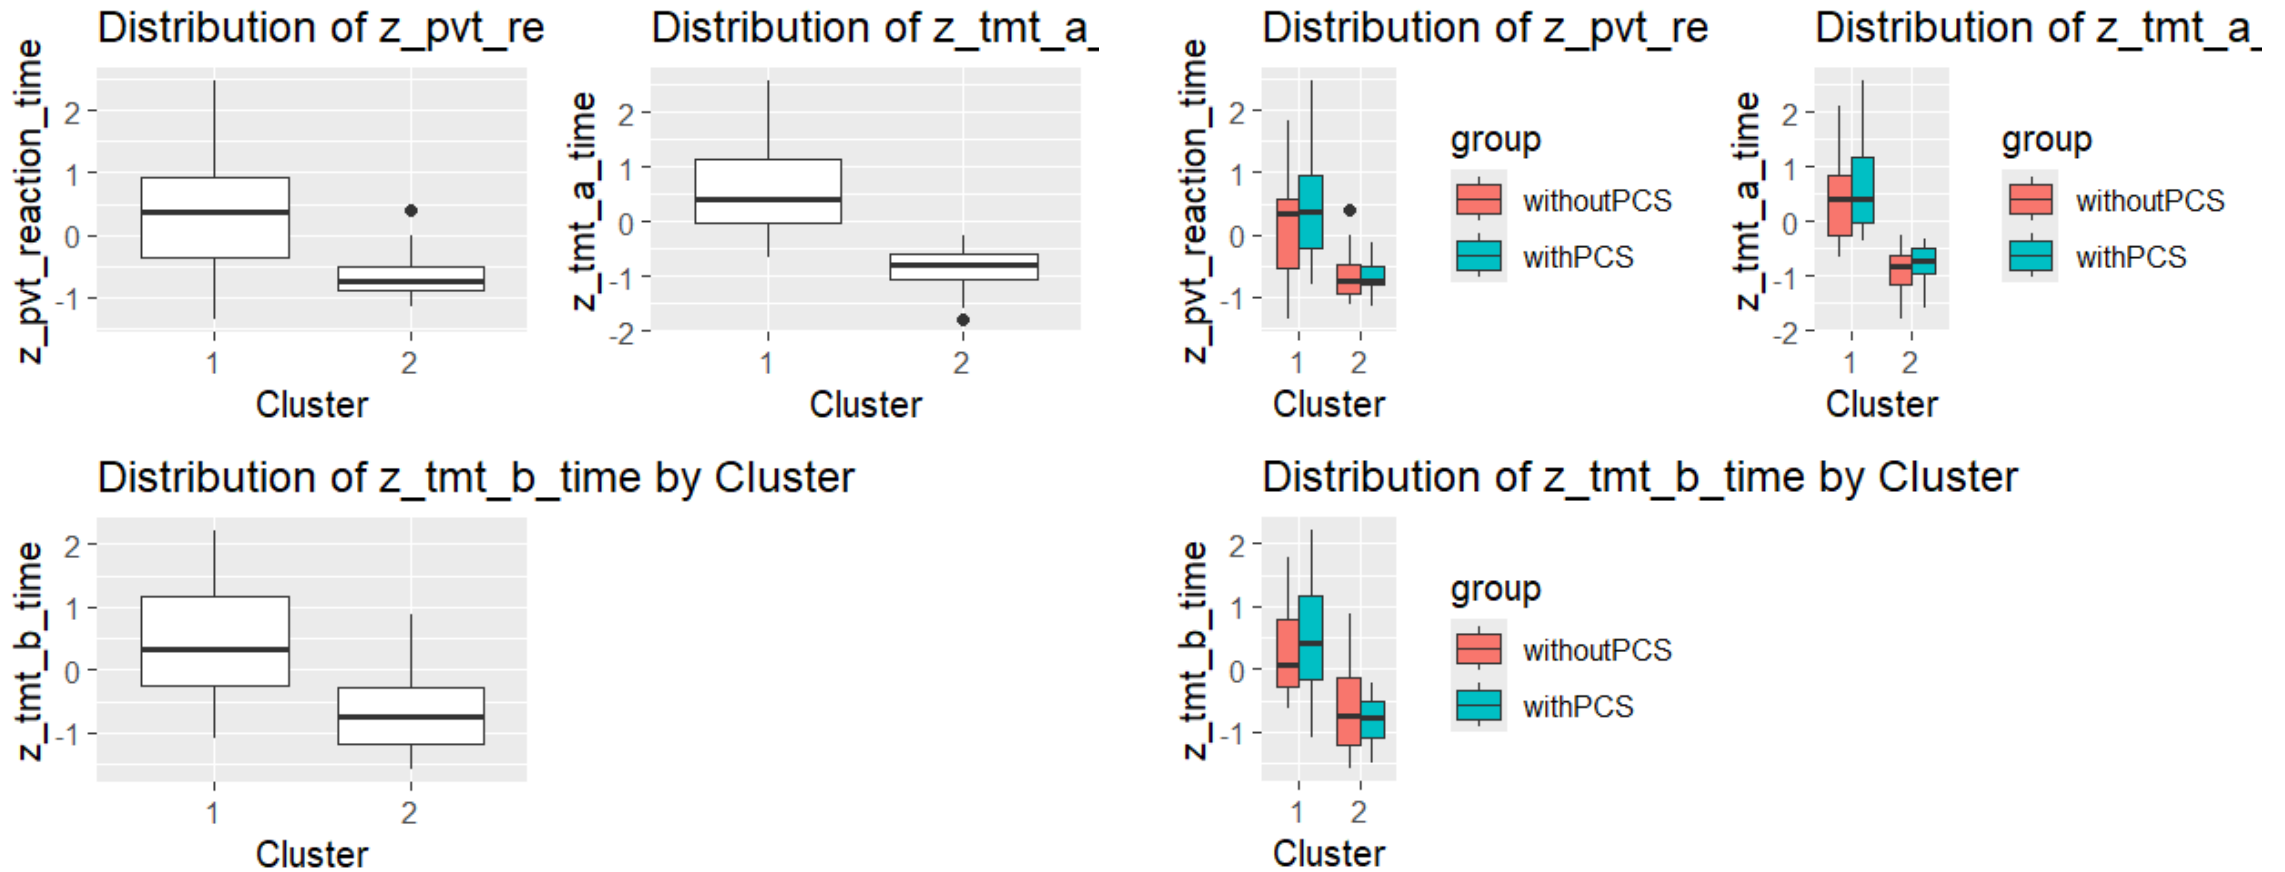 Distribution of z_pvt_re
z_pvt_reaction_time
2
1
0
-1
1 2
Cluster
Distribution of z_tmt_a_
z_tmt_a_time
2
1
0
-1
-2
1 2
Cluster
Distribution of z_pvt_re
z_pvt_reaction_time
2
1
0
-1
1 2
Cluster
group
withoutPCS
withPCS
Distribution of z_tmt_a_
z_tmt_a_time
2
1
0
-1
-2
1 2
Cluster
group
withoutPCS
withPCS
Distribution of z_tmt_b_time by Cluster
z_tmt_b_time
2
1
0
-1
1 2
Cluster
Distribution of z_tmt_b_time by Cluster
z_tmt_b_time
2
1
0
-1
1 2
Cluster
group
withoutPCS
withPCS